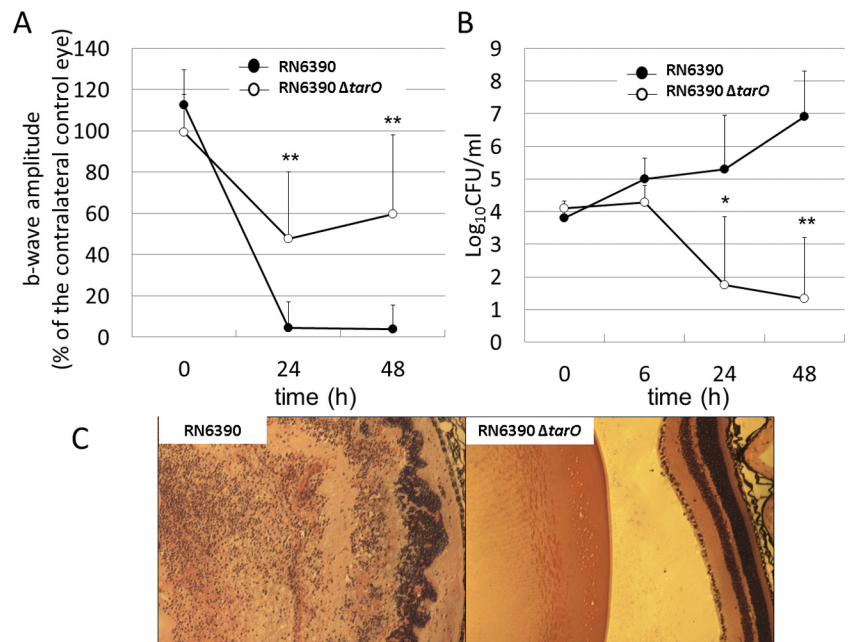 A
140
120
100
80
60
40
20
0
b-wave amplitude
(% of the contralateral control eye)
RN6390
RN6390 ΔtarO
**
**
0 24 48
time (h)
B
9
8
7
6
5
4
3
2
1
0
Log10CFU/ml
RN6390
RN6390 ΔtarO
*
**
0 6 24 48
time (h)
C
RN6390
RN6390 ΔtarO